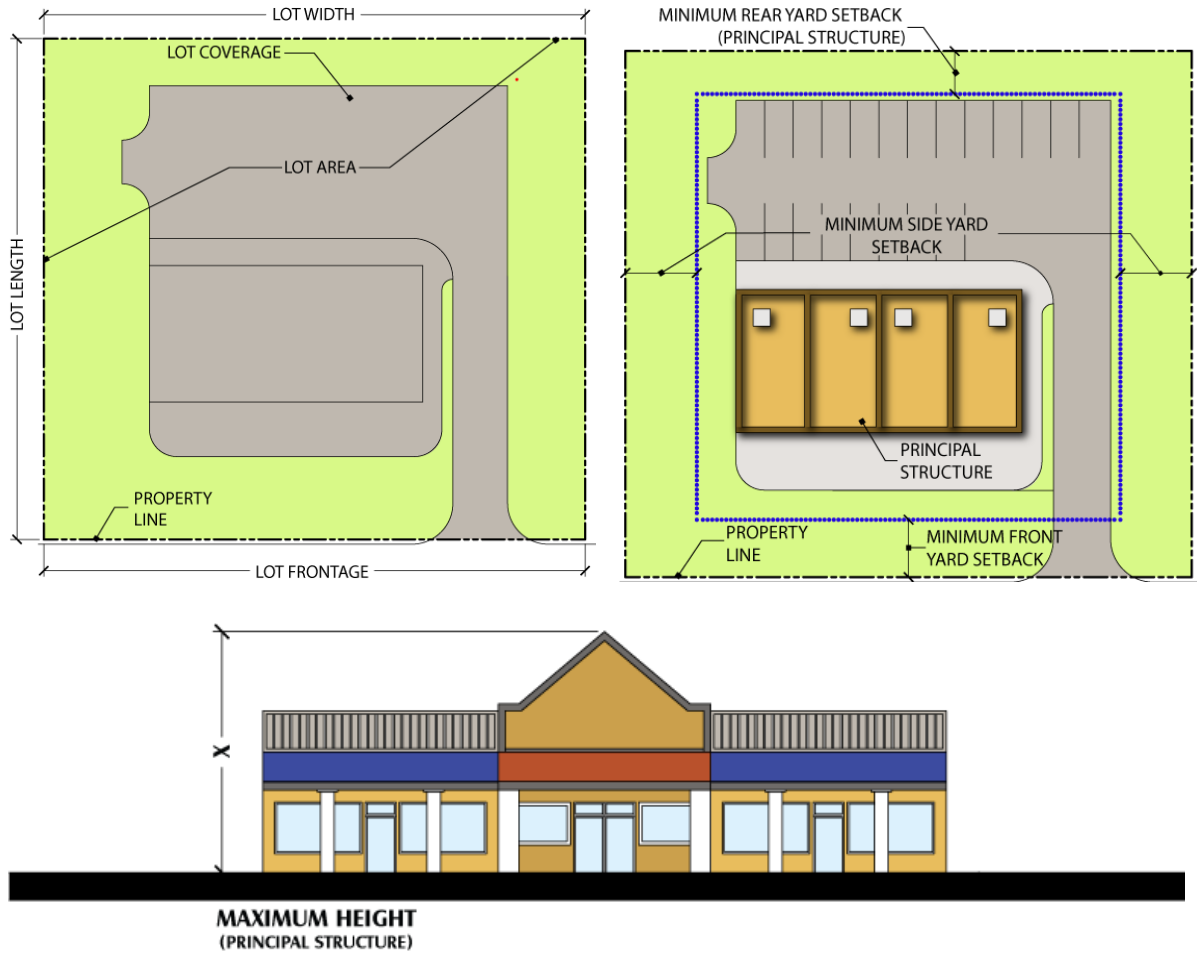 LOT WIDTH
LOT COVERAGE
LOT AREA
LOT LENGTH
PROPERTY
LINE
LOT FRONTAGE
MINIMUM REAR YARD SETBACK
(PRINCIPAL STRUCTURE)
MINIMUM SIDE YARD
SETBACK
PRINCIPAL
STRUCTURE
PROPERTY
LINE
MINIMUM FRONT
YARD SETBACK
X
MAXIMUM HEIGHT
(PRINCIPAL STRUCTURE)